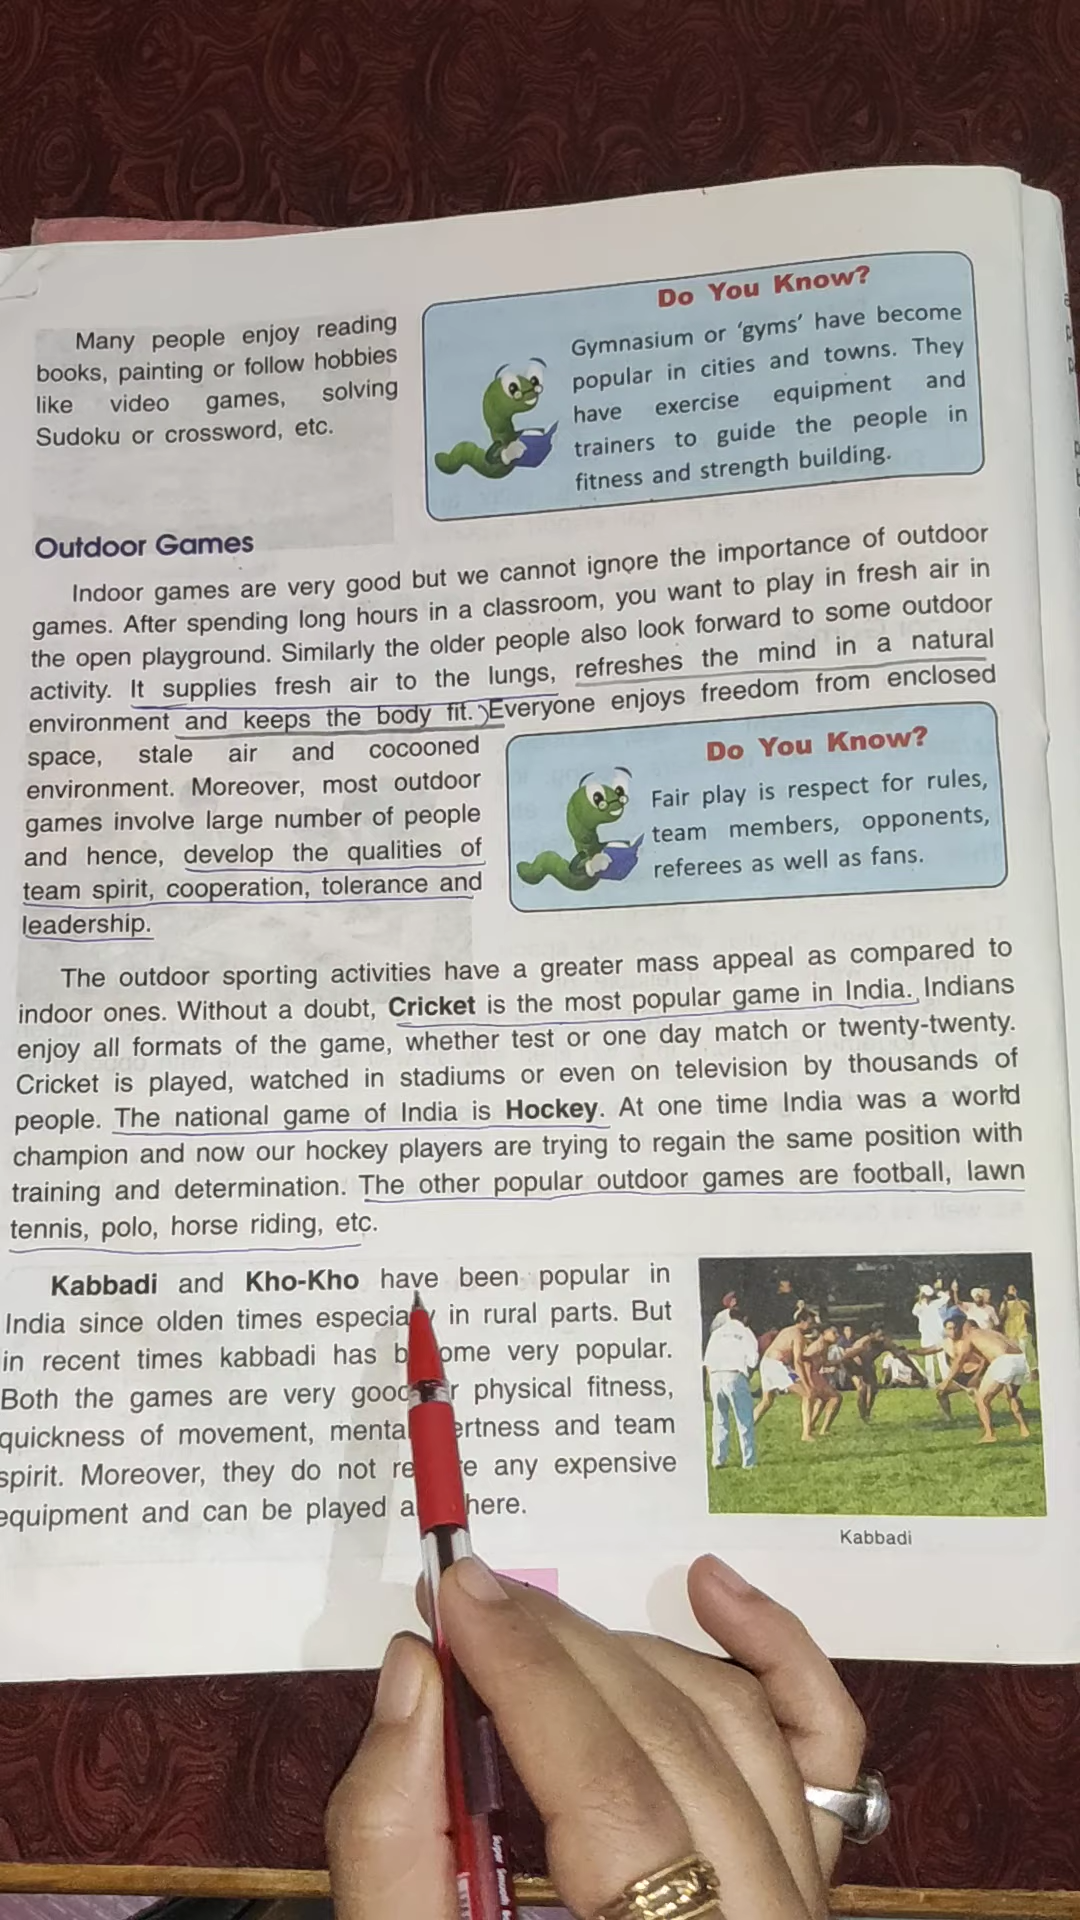 Many people enjoy reading
books, painting or follow hobbies
like video games, solving
Sudoku or crossword, etc.
Do You Know?
Gymnasium or 'gyms' have become
popular in cities and towns. They
have exercise equipment and
trainers to guide the people in
fitness and strength building.
Outdoor Games
Indoor games are very good but we cannot ignore the importance of outdoor
games. After spending long hours in a classroom, you want to play in fresh air in
the open playground. Similarly the older people also look forward to some outdoor
activity. It supplies fresh air to the lungs, refreshes the mind in a natural
environment and keeps the body fit. Everyone enjoys freedom from enclosed
space, stale air and cocooned
environment. Moreover, most outdoor
games involve large number of people
and hence, develop the qualities of
team spirit, cooperation, tolerance and
leadership.
Do You Know?
Fair play is respect for rules,
team members, opponents,
referees as well as fans.
The outdoor sporting activities have a greater mass appeal as compared to
indoor ones. Without a doubt, Cricket is the most popular game in India. Indians
enjoy all formats of the game, whether test or one day match or twenty-twenty.
Cricket is played, watched in stadiums or even on television by thousands of
people. The national game of India is Hockey. At one time India was a world
champion and now our hockey players are trying to regain the same position with
training and determination. The other popular outdoor games are football, lawn
tennis, polo, horse riding, etc.
Kabbadi and Kho-Kho have been popular in
India since olden times in rural parts. But
in recent times kabbadi has very popular.
Both the games are very physical fitness,
quickness of movement, and team
spirit. Moreover, they do not any expensive
equipment and can be played
Kabbadi